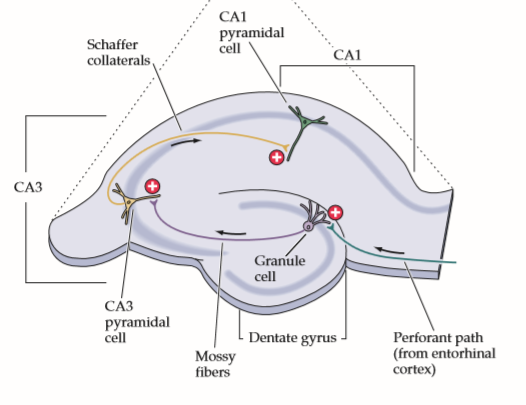 CA1
pyramidal
cell
Schaffer
collaterals
CA1
CA3
+
+
+
Granule
cell
CA3
pyramidal
cell
Dentate gyrus
Mossy
fibers
Perforant path
(from entorhinal
cortex)